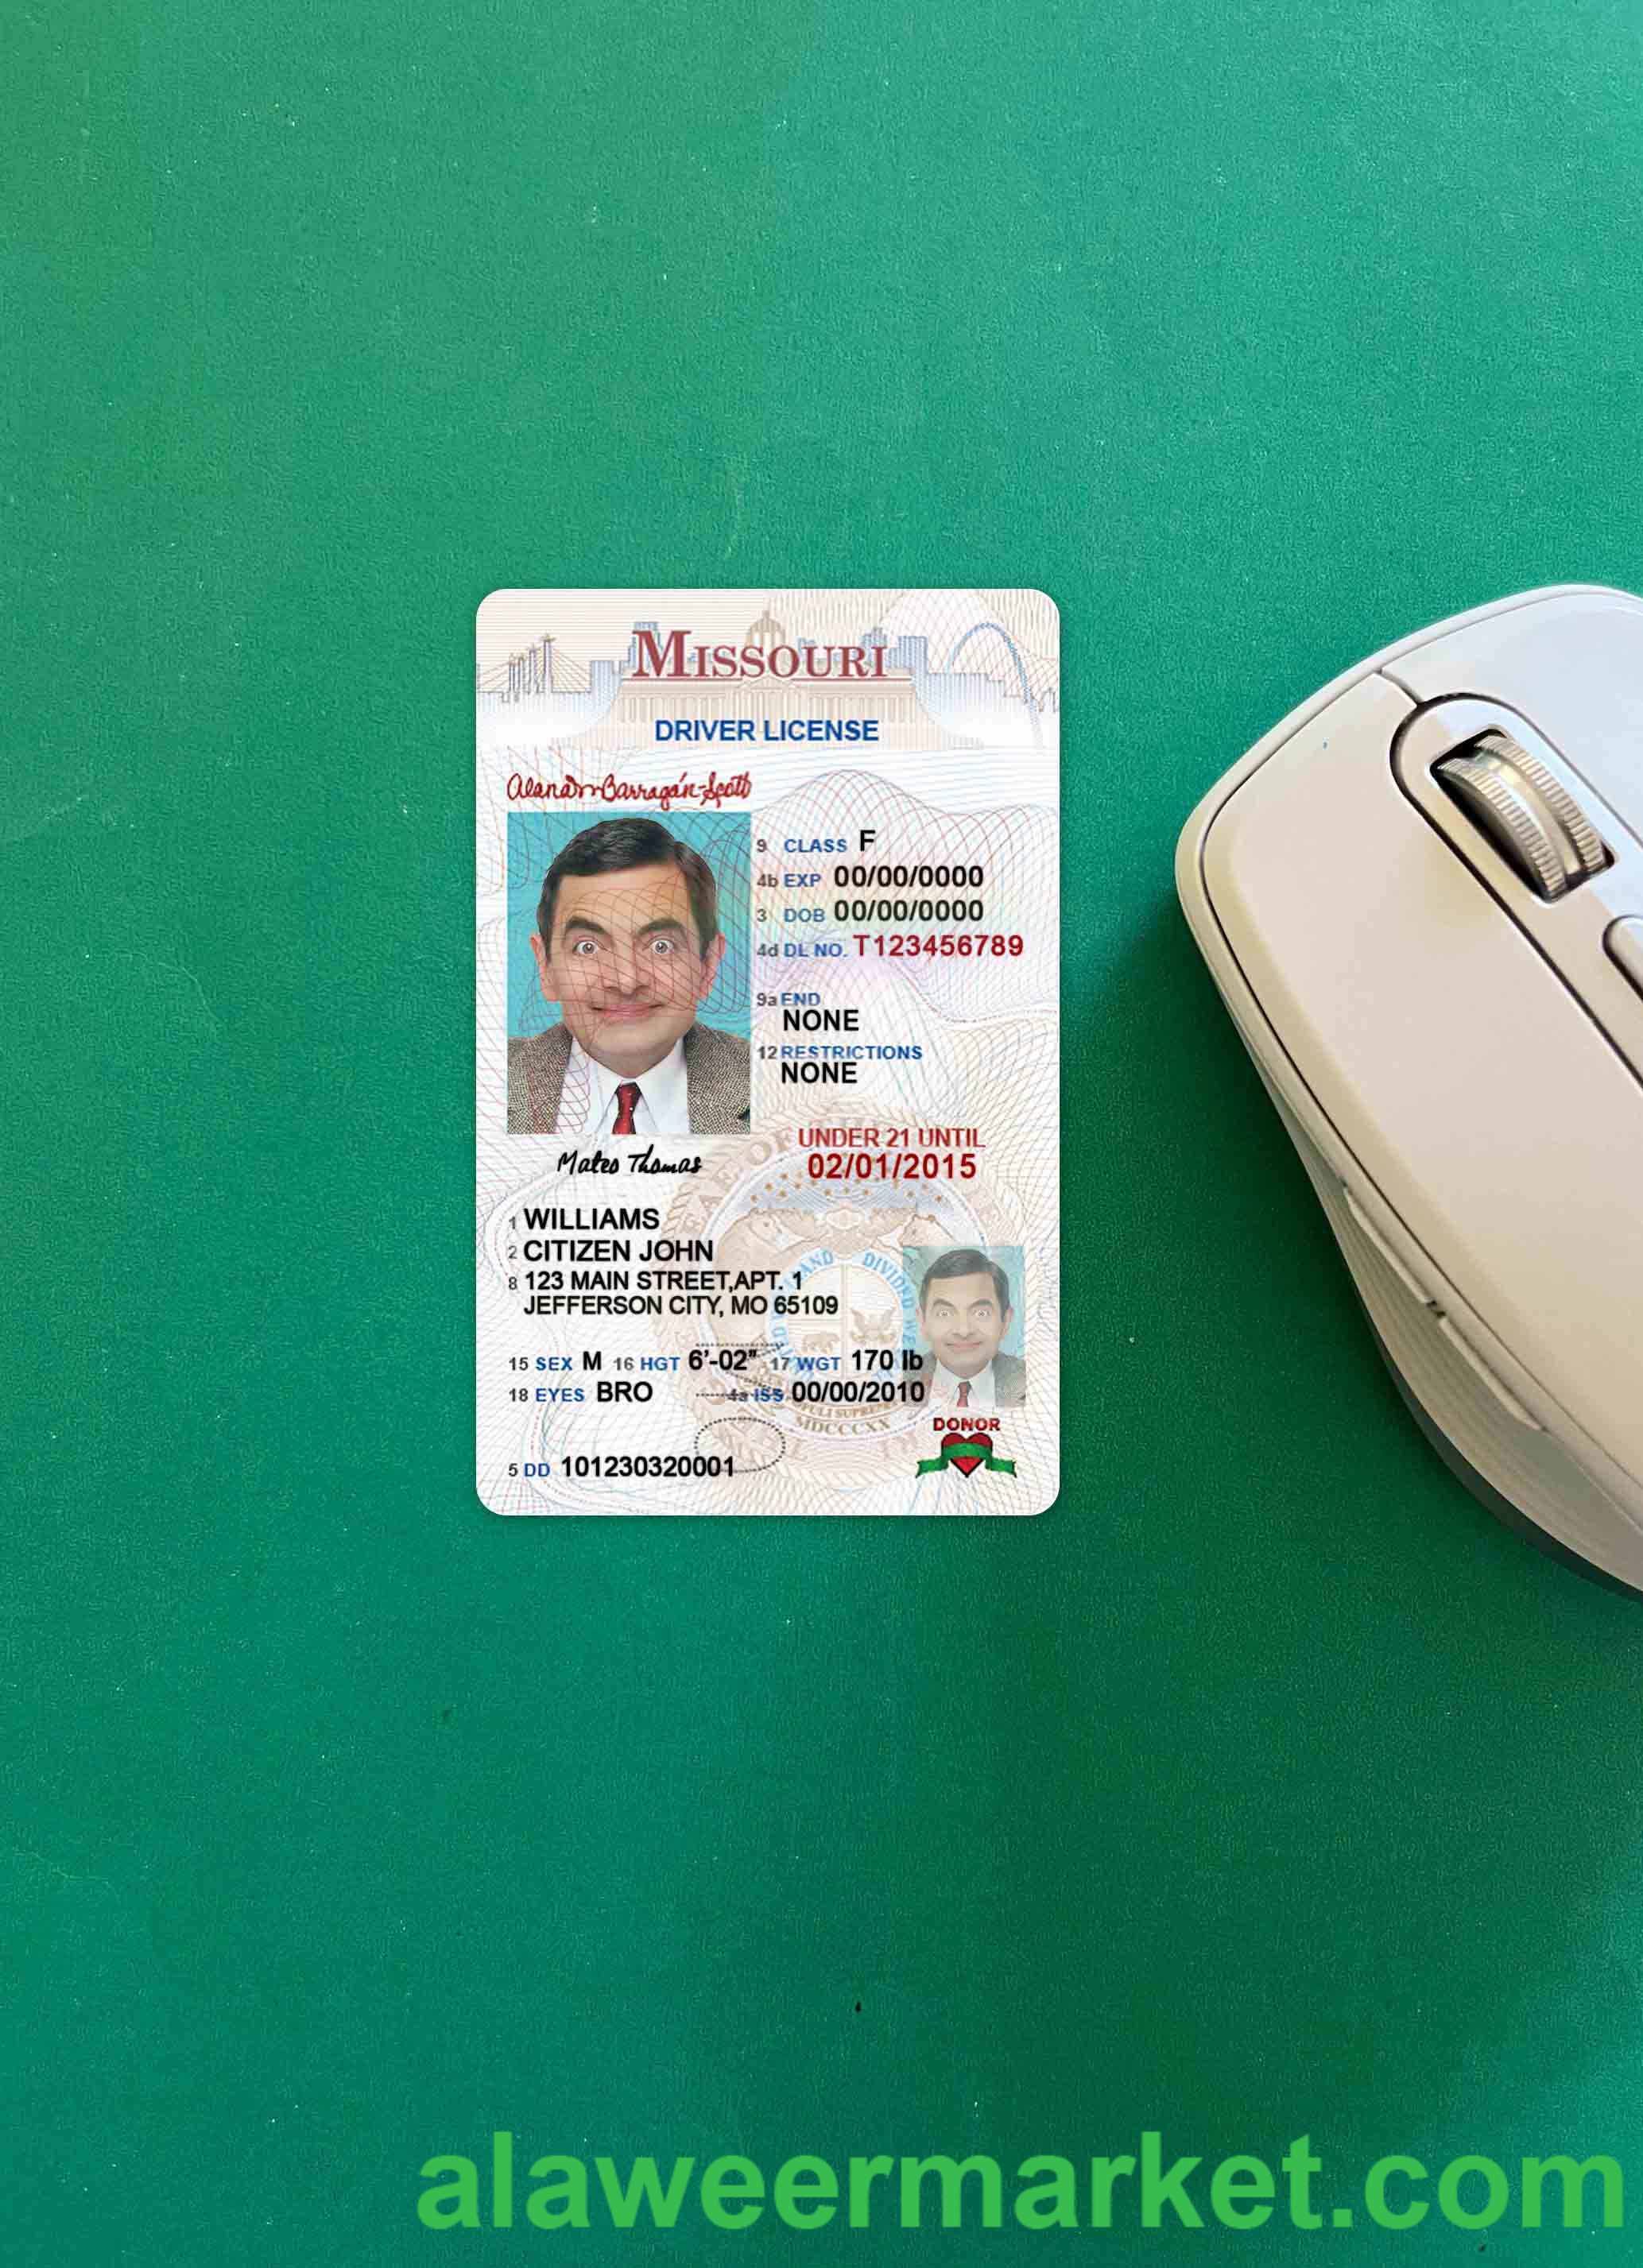 MISSOURI
DRIVER LICENSE
9 CLASS F
4b EXP 00/00/0000
3 DOB 00/00/0000
4d DL NO. T123456789
9a END
NONE
12 RESTRICTIONS
NONE
UNDER 21 UNTIL
02/01/2015
Mateo Thomas
1 WILLIAMS
2 CITIZEN JOHN
8 123 MAIN STREET,APT. 1
JEFFERSON CITY, MO 65109
15 SEX M 16 HGT 6'-02" 17 WGT 170 lb
18 EYES BRO 4a ISS 00/00/2010
MDCCCXX
DONOR
5 DD 101230320001
alaweermarket.com